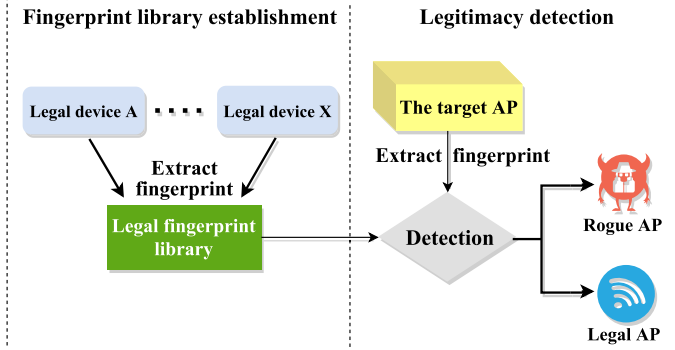 Fingerprint library establishment
Legal device A
Legal device X
Extract
fingerprint
Legal fingerprint
library
Legitimacy detection
The target AP
Extract fingerprint
Detection
Rogue AP
Legal AP